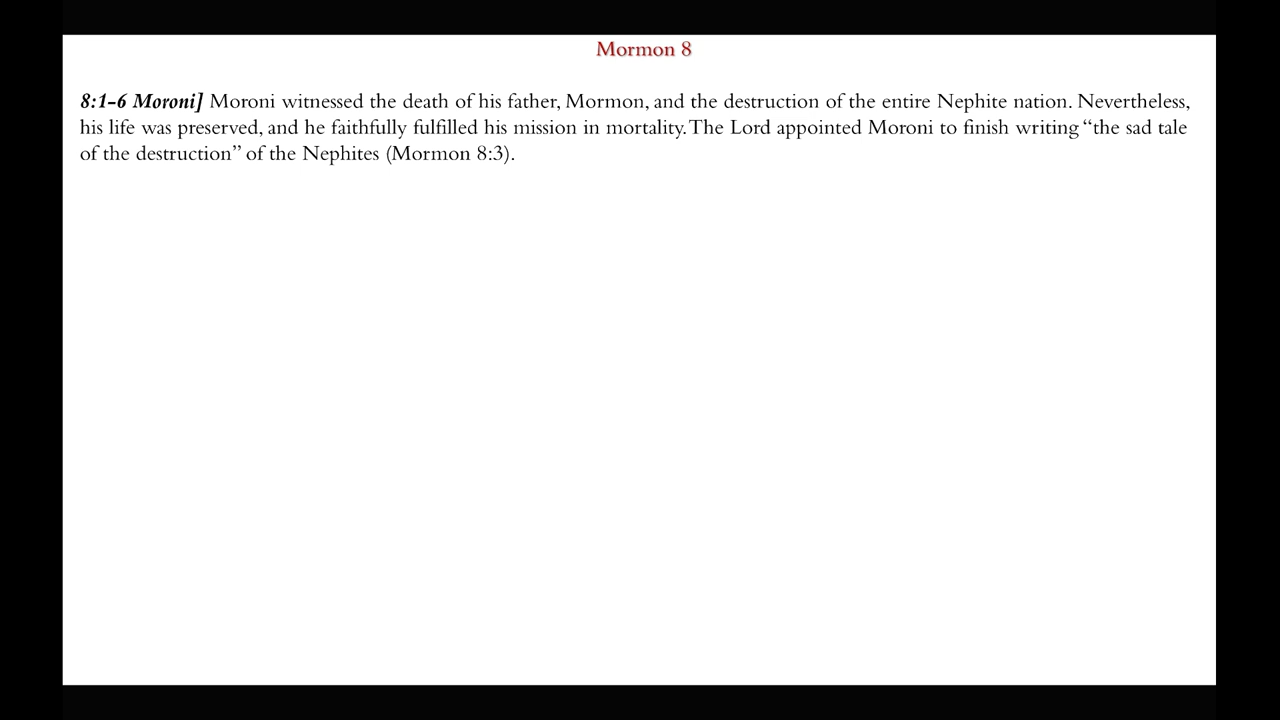 Mormon 8
8:1-6 Moroni] Moroni witnessed the death of his father, Mormon, and the destruction of the entire Nephite nation. Nevertheless,
his life was preserved, and he faithfully fulfilled his mission in mortality. The Lord appointed Moroni to finish writing “the sad tale
of the destruction” of the Nephites (Mormon 8:3).